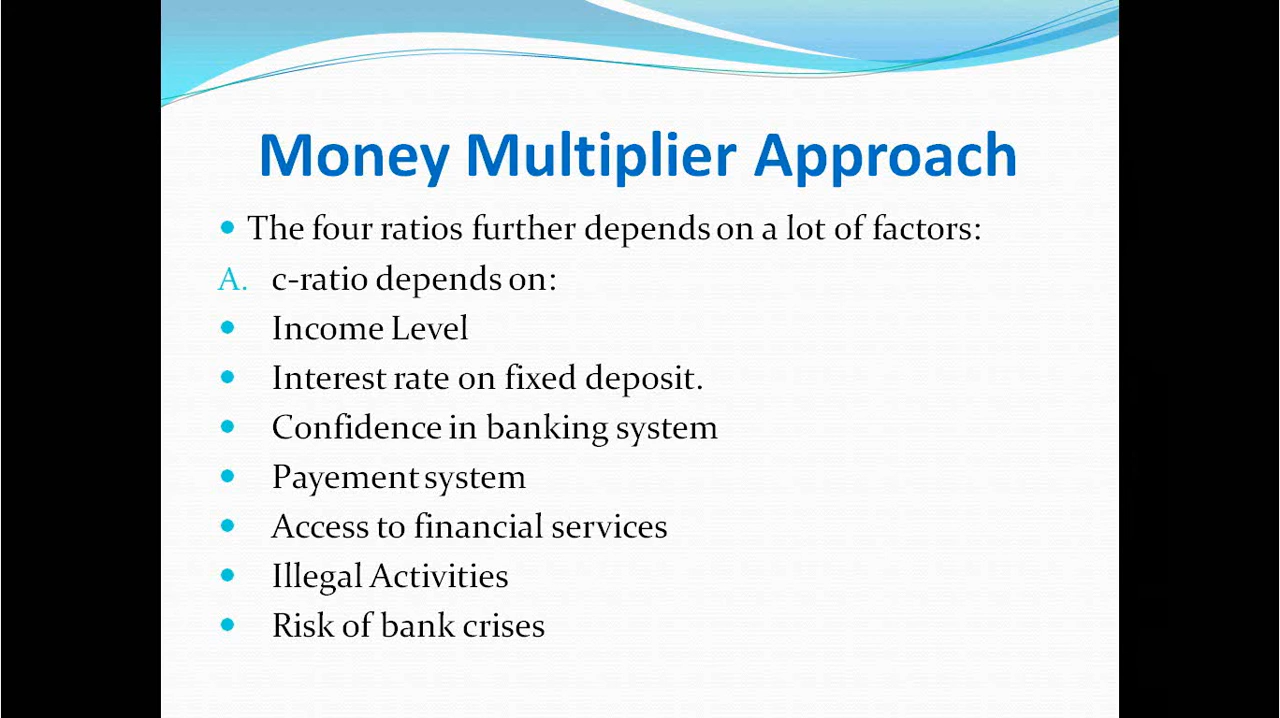 Money Multiplier Approach
• The four ratios further depends on a lot of factors:
A. c-ratio depends on:
• Income Level
• Interest rate on fixed deposit.
• Confidence in banking system
• Payement system
• Access to financial services
• Illegal Activities
• Risk of bank crises